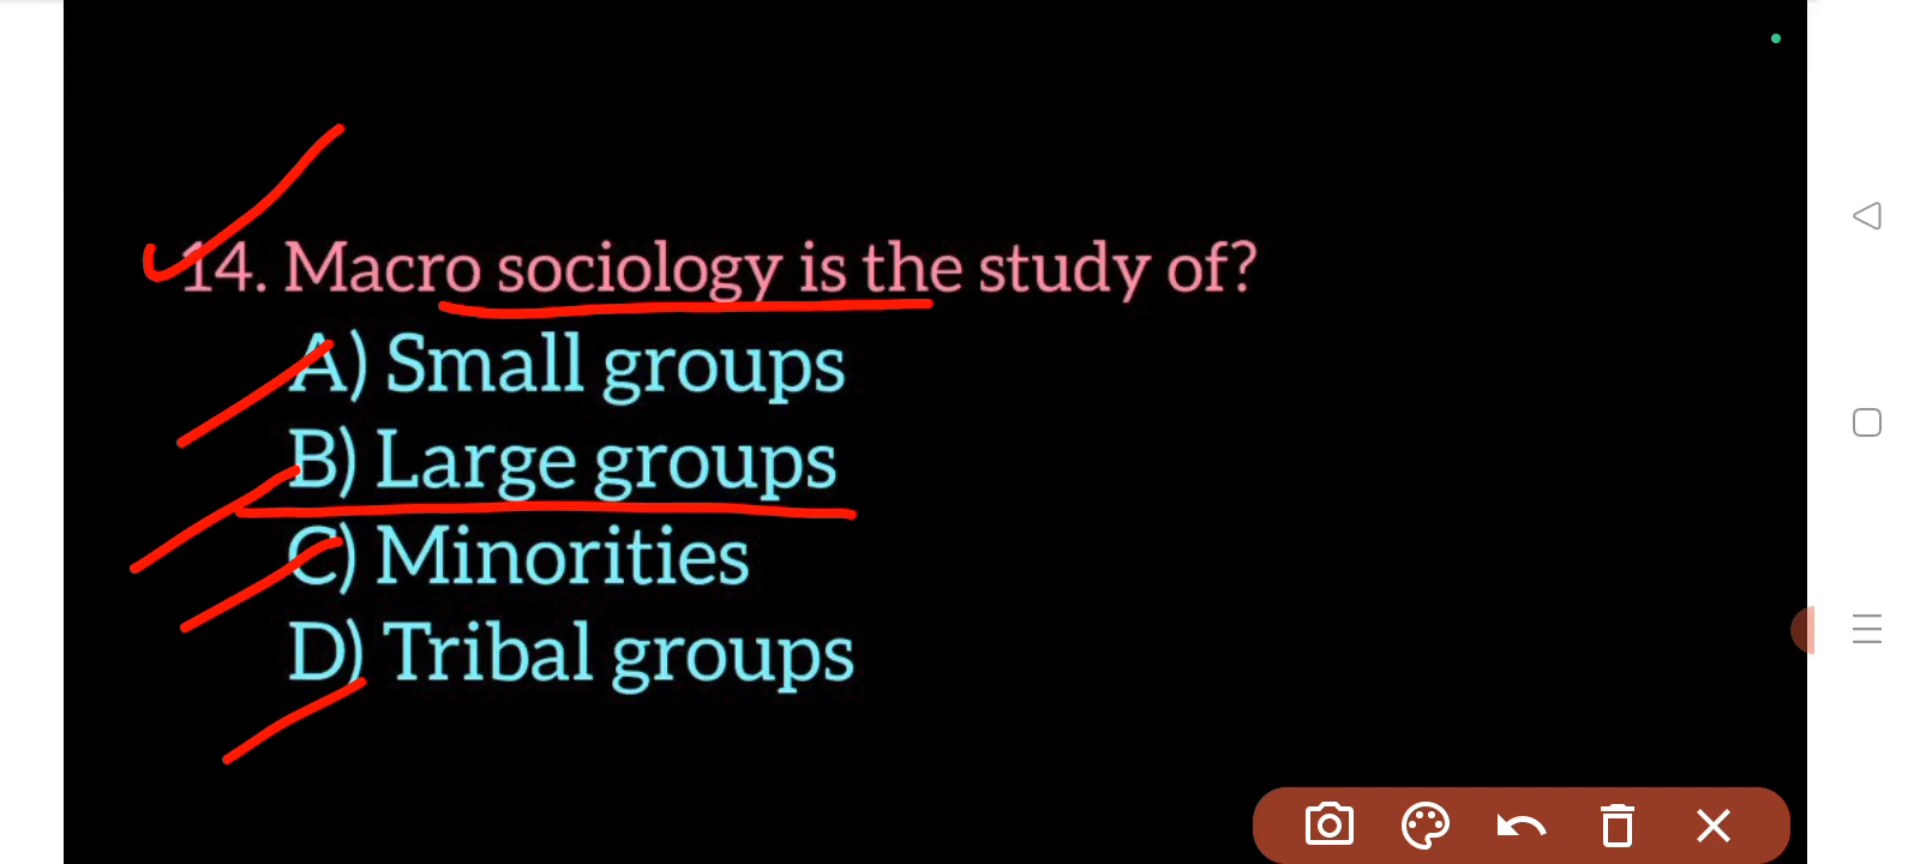 14. Macro sociology is the study of?
A) Small groups
B) Large groups
C) Minorities
D) Tribal groups